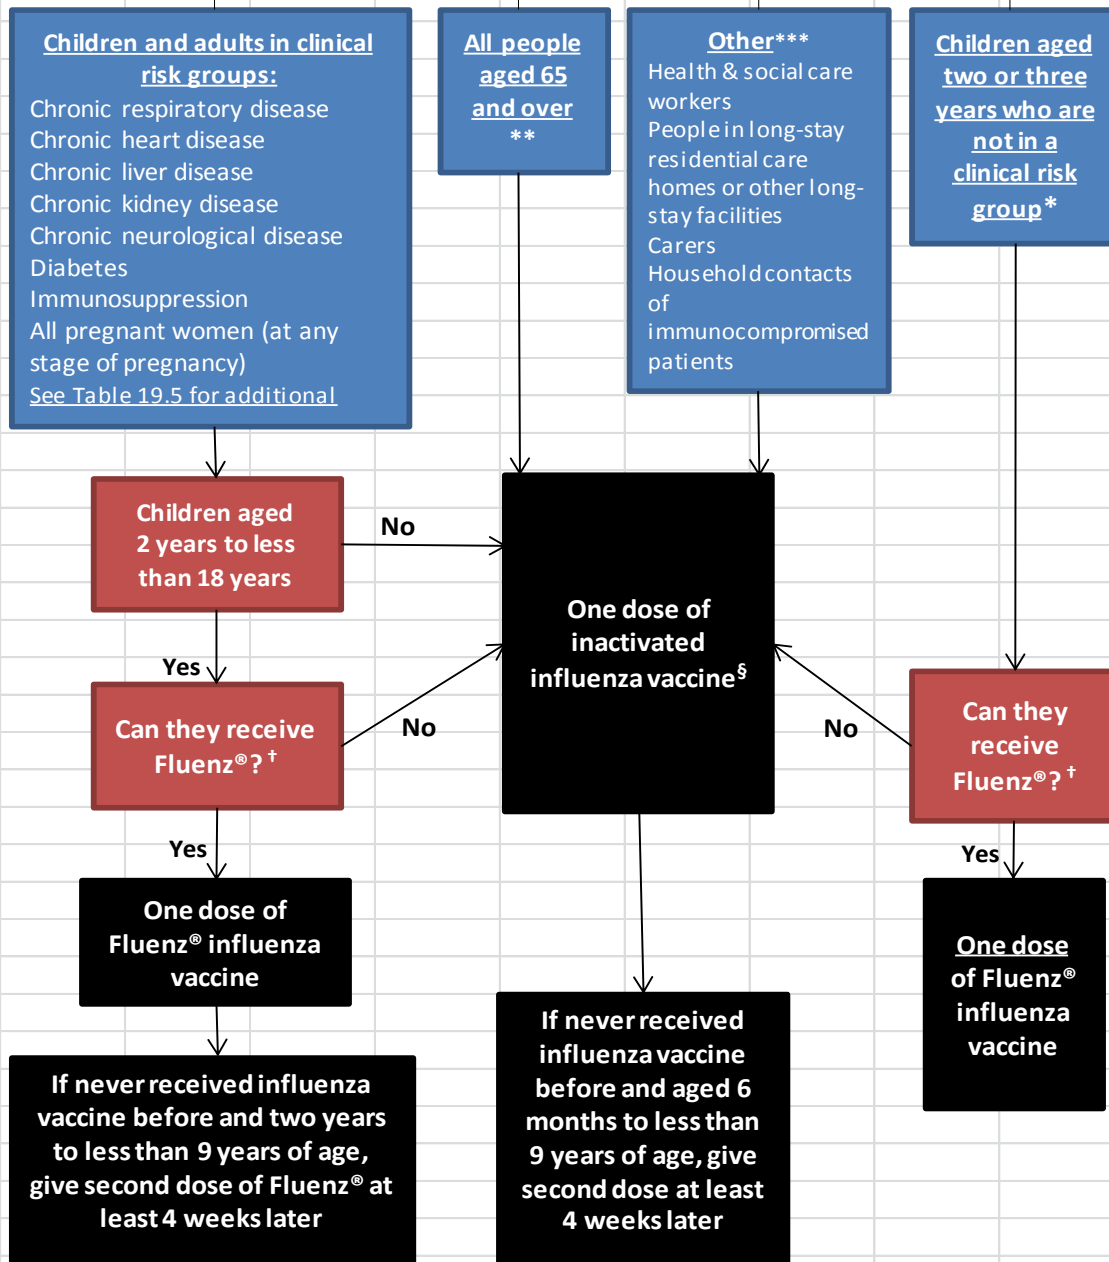 Children and adults in clinical
risk groups:
Chronic respiratory disease
Chronic heart disease
Chronic liver disease
Chronic kidney disease
Chronic neurological disease
Diabetes
Immunosuppression
All pregnant women (at any
stage of pregnancy)
See Table 19.5 for additional
All people
aged 65
and over
**
Other***
Health & social care
workers
People in long-stay
residential care
homes or other long-
stay facilities
Carers
Household contacts
of
immunocompromised
patients
Children aged
two or three
years who are
not in a
clinical risk
group*
Children aged
2 years to less
than 18 years
No
Yes
Can they receive
Fluenz®? †
No
Yes
One dose of
Fluenz® influenza
vaccine
If never received influenza
vaccine before and two years
to less than 9 years of age,
give second dose of Fluenz® at
least 4 weeks later
One dose of
inactivated
influenza vaccine§
If never received
influenza vaccine
before and aged 6
months to less than
9 years of age, give
second dose at least
4 weeks later
No
Can they
receive
Fluenz®? †
Yes
One dose
of Fluenz®
influenza
vaccine